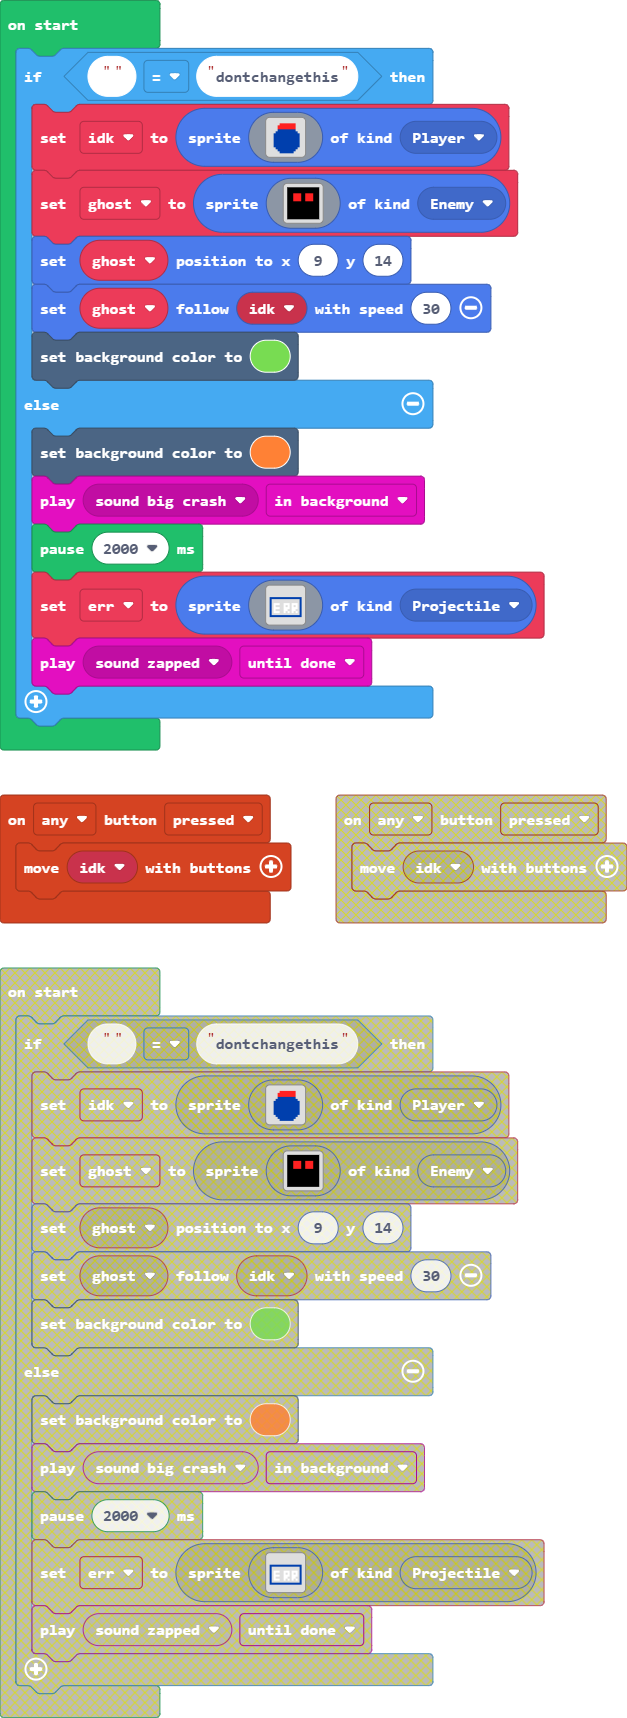 on start
if " " = "dontchangethis" then
set idk to sprite of kind Player
set ghost to sprite of kind Enemy
set ghost position to x 9 y 14
set ghost follow idk with speed 30
set background color to
else
set background color to
play sound big crash in background
pause 2000 ms
set err to sprite ERR of kind Projectile
play sound zapped until done
on any button pressed
move idk with buttons
on any button pressed
move idk with buttons
on start
if " " = "dontchangethis" then
set idk to sprite of kind Player
set ghost to sprite of kind Enemy
set ghost position to x 9 y 14
set ghost follow idk with speed 30
set background color to
else
set background color to
play sound big crash in background
pause 2000 ms
set err to sprite ERR of kind Projectile
play sound zapped until done